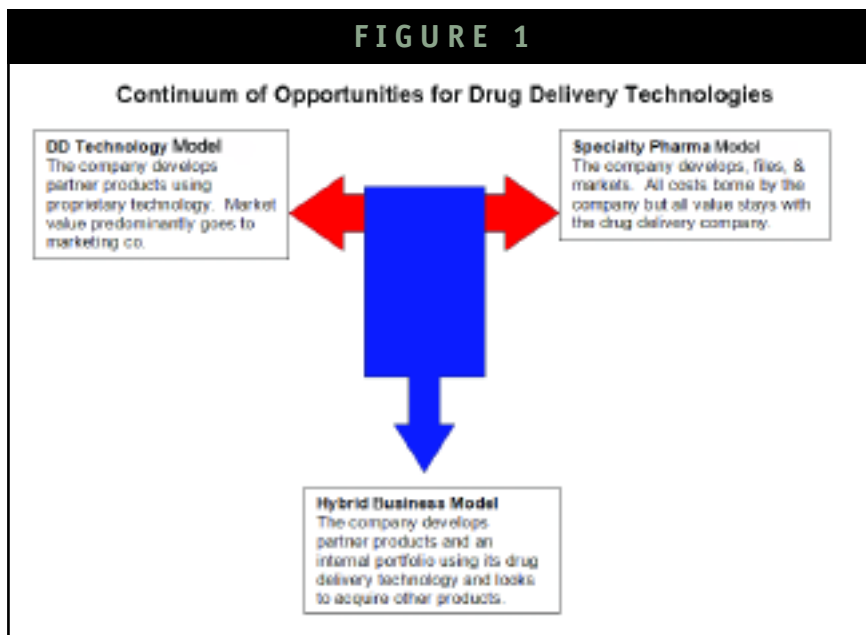 FIGURE 1
Continuum of Opportunities for Drug Delivery Technologies
DD Technology Model
The company develops
partner products using
proprietary technology. Market
value predominantly goes to
marketing co.
Specialty Pharma Model
The company develops, files, &
markets. All costs borne by the
company but all value stays with
the drug delivery company.
Hybrid Business Model
The company develops
partner products and an
internal portfolio using its drug
delivery technology and looks
to acquire other products.